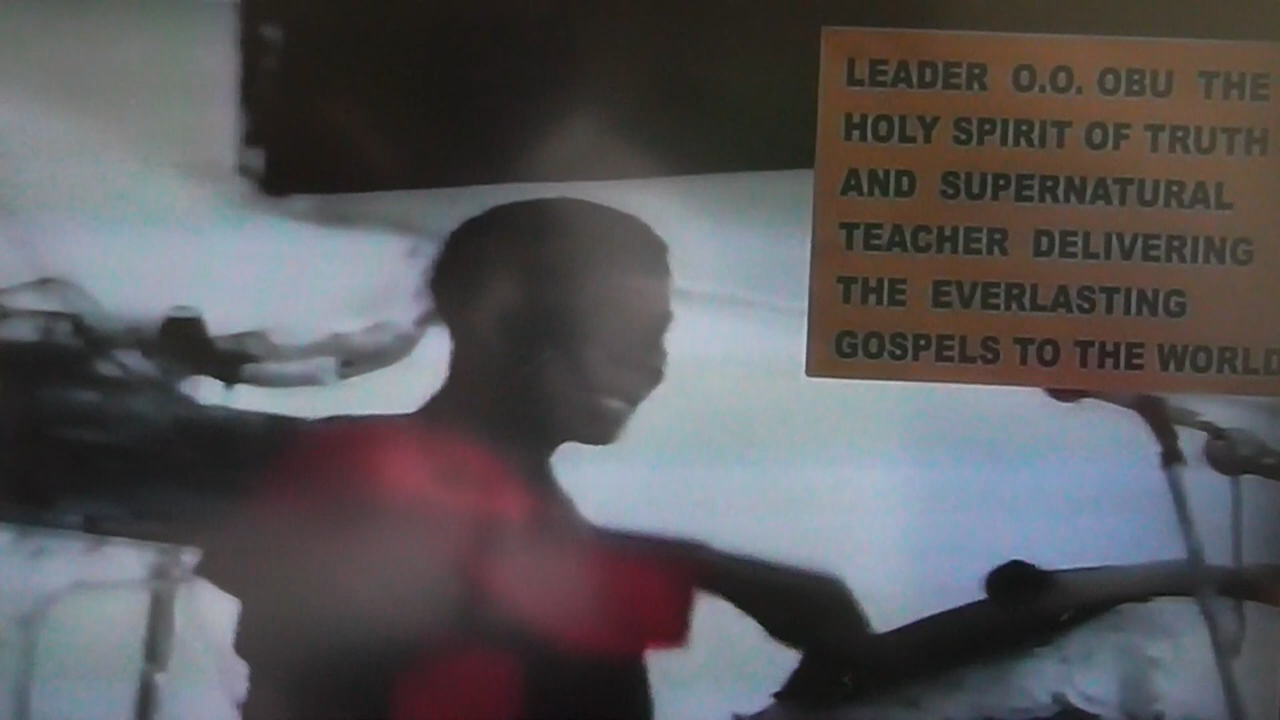 LEADER O.O. OBU THE
HOLY SPIRIT OF TRUTH
AND SUPERNATURAL
TEACHER DELIVERING
THE EVERLASTING
GOSPELS TO THE WORLD